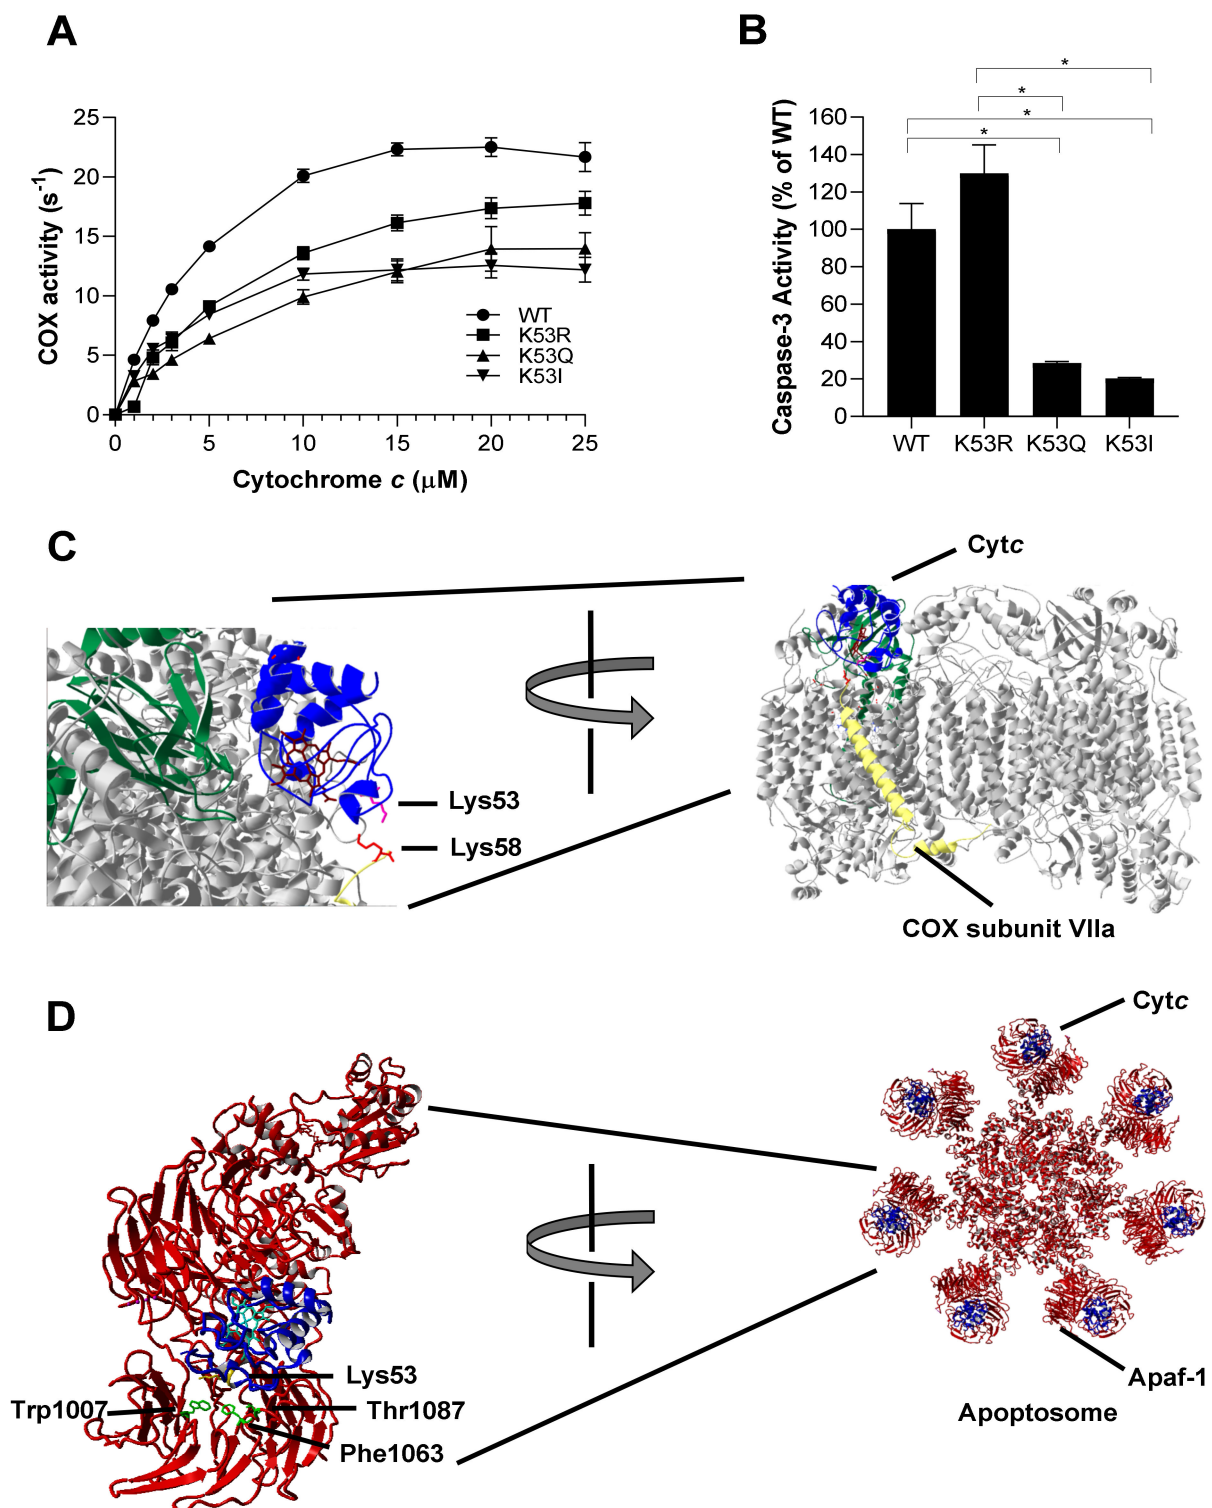 A
COX activity (s-1)
25
20
15
10
5
0
0 5 10 15 20 25
Cytochrome c (μM)
WT
K53R
K53Q
K53I
B
Caspase-3 Activity (% of WT)
160
140
120
100
80
60
40
20
0
*
*
*
*
WT K53R K53Q K53I
C
Cytc
Lys53
Lys58
COX subunit VIIa
D
Cytc
Lys53
Trp1007
Thr1087
Phe1063
Apaf-1
Apoptosome